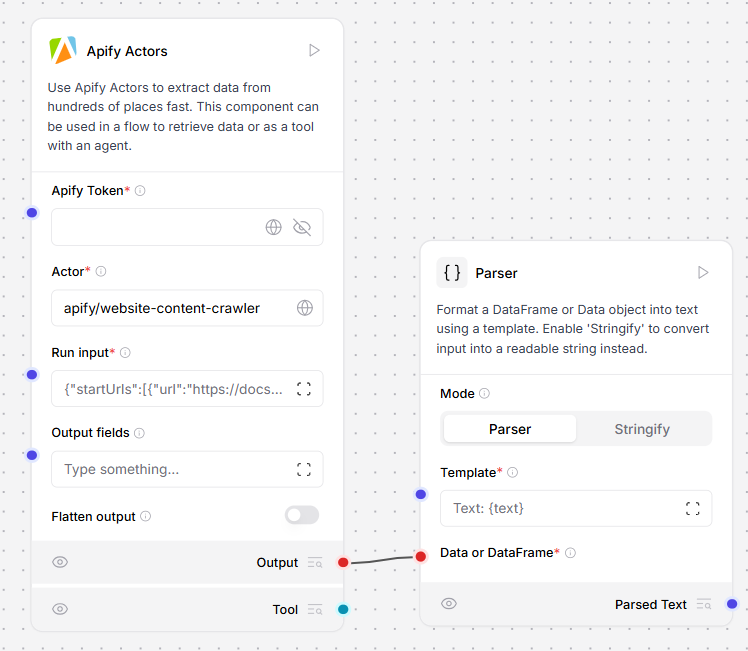 Apify Actors
Use Apify Actors to extract data from
hundreds of places fast. This component can
be used in a flow to retrieve data or as a tool
with an agent.
Apify Token*
Actor*
apify/website-content-crawler
Run input*
{"startUrls":[{"url":"https://docs...
Output fields
Type something...
Flatten output
Output
Tool
{ } Parser
Format a DataFrame or Data object into text
using a template. Enable 'Stringify' to convert
input into a readable string instead.
Mode
Parser Stringify
Template*
Text: {text}
Data or DataFrame*
Parsed Text